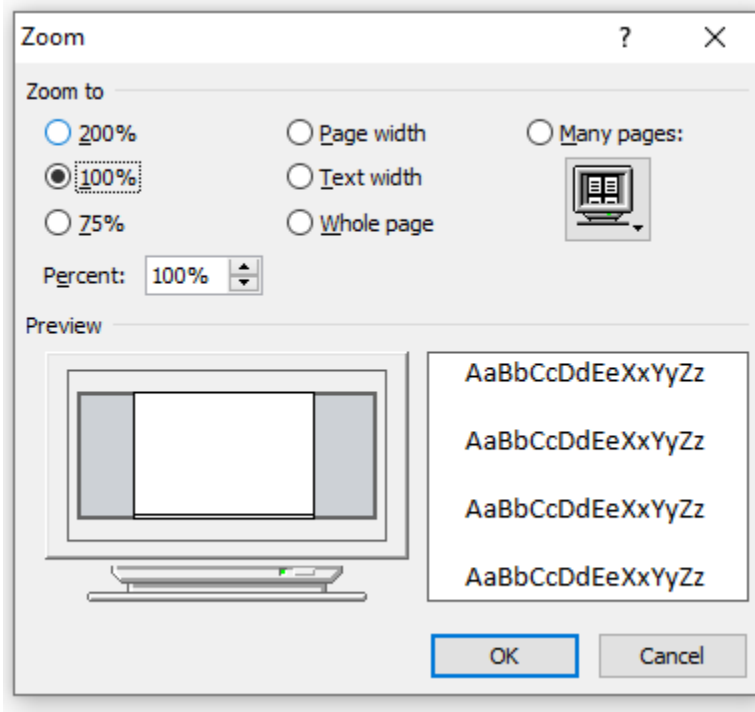 Zoom ? X
Zoom to
200% Page width Many pages:
100% Text width
75% Whole page
Percent: 100%
Preview
AaBbCcDdEeXxYyZz
AaBbCcDdEeXxYyZz
AaBbCcDdEeXxYyZz
AaBbCcDdEeXxYyZz
OK Cancel